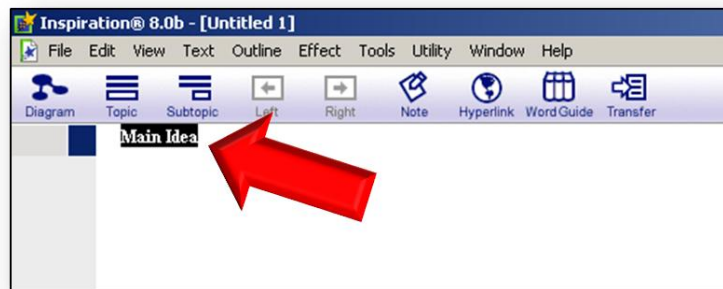 Inspiration® 8.0b - [Untitled 1]
File Edit View Text Outline Effect Tools Utility Window Help
Diagram Topic Subtopic Left Right Note Hyperlink Word Guide Transfer
Main Idea